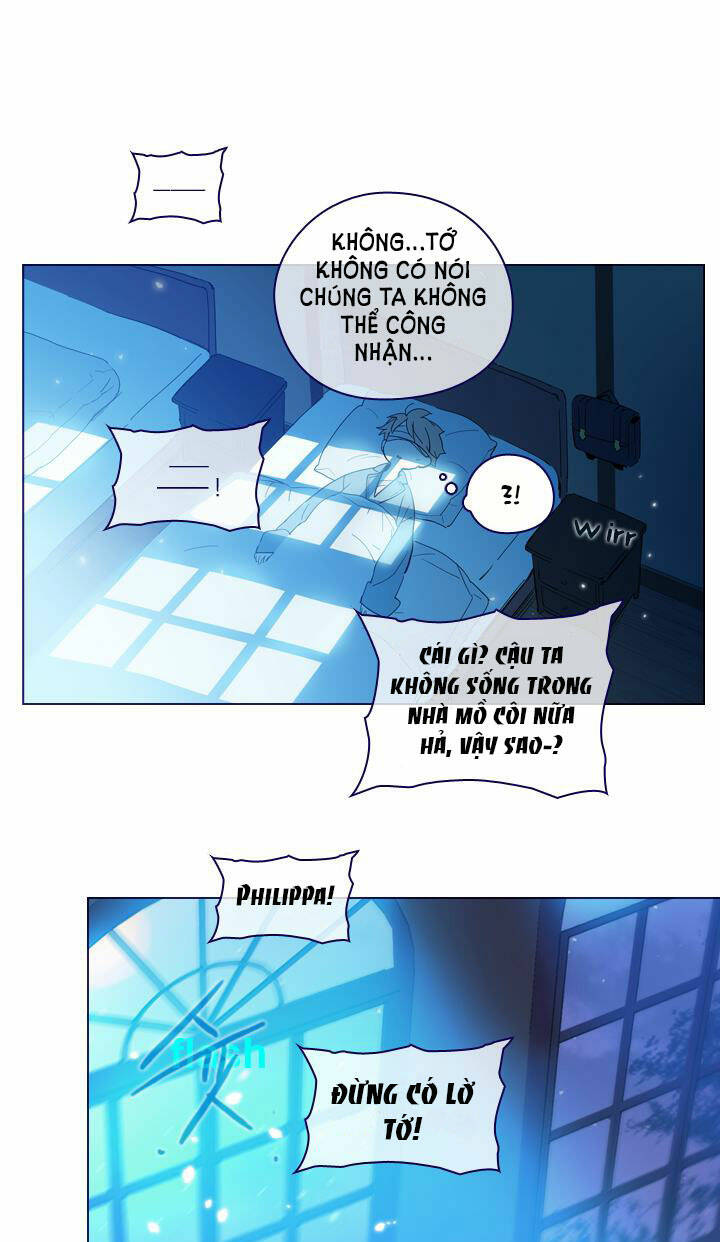 KHÔNG...TỚ
KHÔNG CÓ NÓI
CHÚNG TA KHÔNG
THỂ CÔNG
NHẬN...
!
?!
Wirr
CÁI GÌ? CẬU TA
KHÔNG SỐNG TRONG
NHÀ MỒ CÔI NỮA
HẢ, VẬY SAO-?
PHILIPPA!
flash
ĐỪNG CÓ LỜ
TỚ!